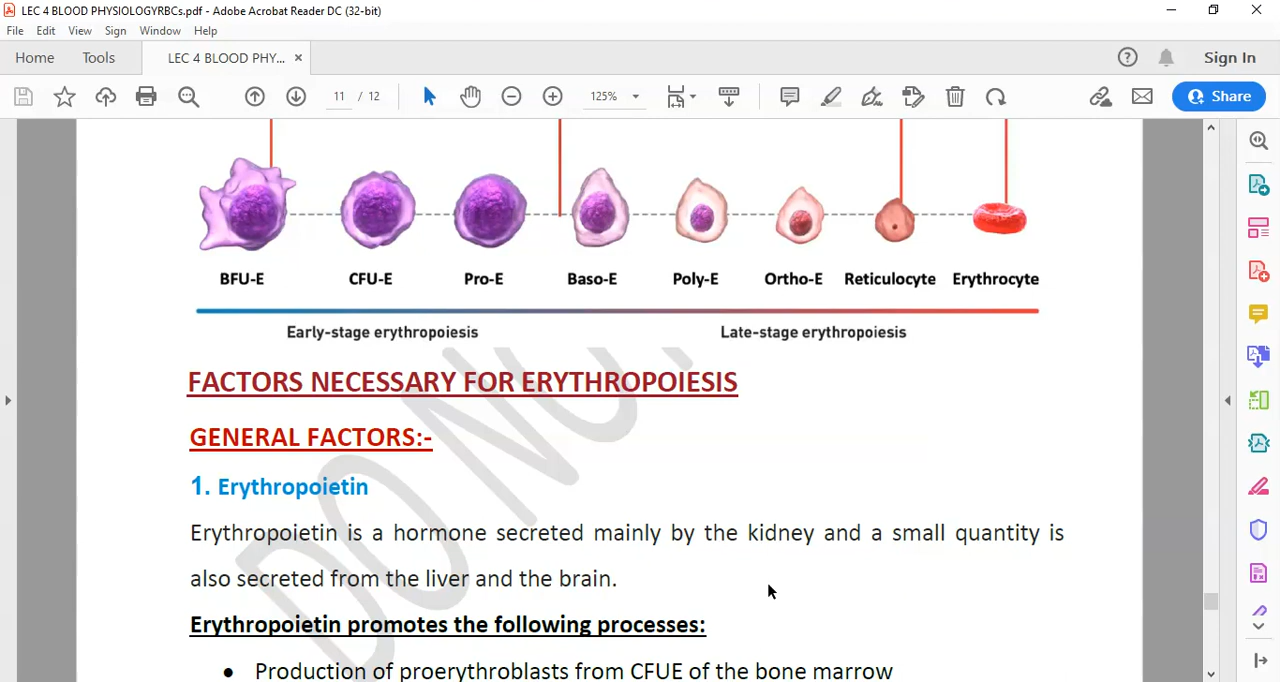 LEC 4 BLOOD PHYSIOLOGYRBCs.pdf - Adobe Acrobat Reader DC (32-bit)
File Edit View Sign Window Help
Home Tools LEC 4 BLOOD PHY... × Sign In
11 / 12 125% Share
BFU-E CFU-E Pro-E Baso-E Poly-E Ortho-E Reticulocyte Erythrocyte
Early-stage erythropoiesis Late-stage erythropoiesis
FACTORS NECESSARY FOR ERYTHROPOIESIS
GENERAL FACTORS:-
1. Erythropoietin
Erythropoietin is a hormone secreted mainly by the kidney and a small quantity is
also secreted from the liver and the brain.
Erythropoietin promotes the following processes:
• Production of proerythroblasts from CFUE of the bone marrow
DO NO